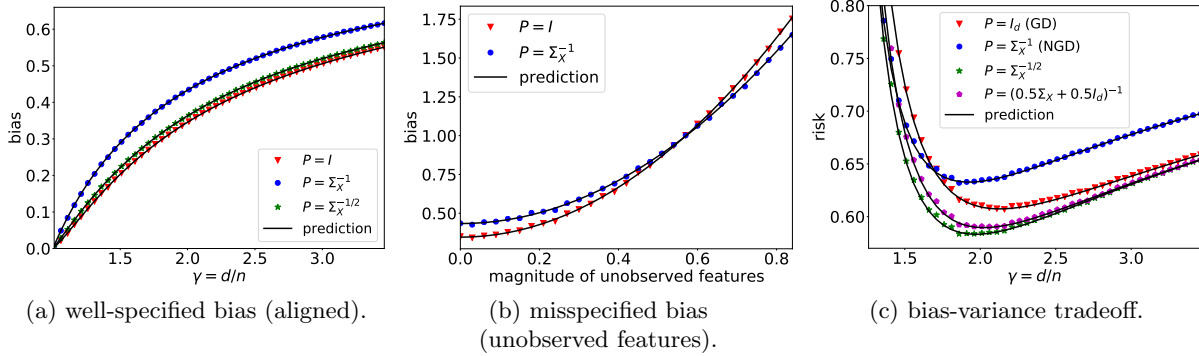 0.6
0.5
0.4
0.3
0.2
0.1
0.0
bias
1.5
2.0
2.5
3.0
γ = d/n
P = I
P = Σ_X^{-1}
P = Σ_X^{-1/2}
prediction
(a) well-specified bias (aligned).
1.75
1.50
1.25
1.00
0.75
0.50
bias
0.0
0.2
0.4
0.6
0.8
magnitude of unobserved features
P = I
P = Σ_X^{-1}
prediction
(b) misspecified bias
(unobserved features).
0.80
0.75
0.70
0.65
0.60
risk
1.5
2.0
2.5
3.0
γ = d/n
P = I_d (GD)
P = Σ_X^{-1} (NGD)
P = Σ_X^{-1/2}
P = (0.5Σ_X + 0.5I_d)^{-1}
prediction
(c) bias-variance tradeoff.